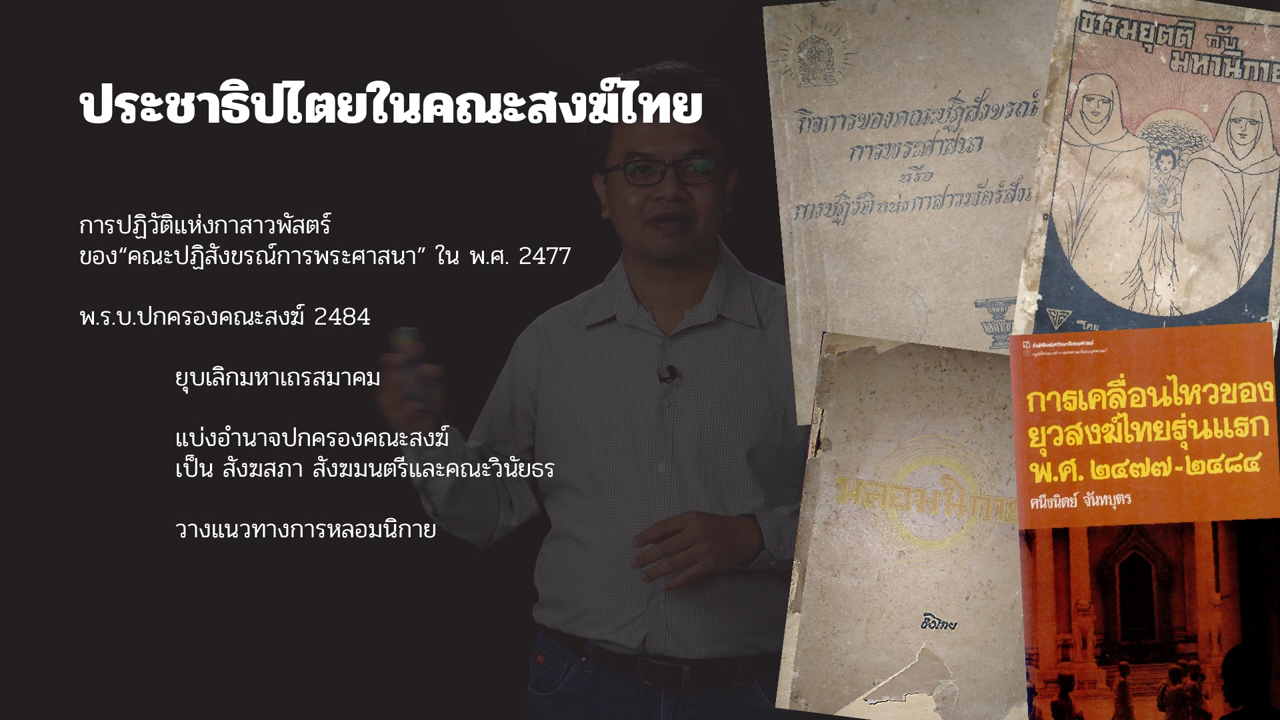 ประชาธิปไตยในคณะสงฆ์ไทย
การปฏิวัติแห่งกาสาวพัสตร์
ของ“คณะปฏิสังขรณ์การพระศาสนา” ใน พ.ศ. 2477
พ.ร.บ.ปกครองคณะสงฆ์ 2484
ยุบเลิกมหาเถรสมาคม
แบ่งอำนาจปกครองคณะสงฆ์
เป็น สังฆสภา สังฆมนตรีและคณะวินัยธร
วางแนวทางการหลอมนิกาย
กิจการของคณะปฏิสังขรณ์
การพระศาสนา
หรือ
การปฏิวัติ แห่งกาสาวพัตร์
ธรรมยุตติ กับ
มหานิกาย
โดย
หลอมนิกาย
การเคลื่อนไหวของ
ยุวสงฆ์ไทยรุ่นแรก
พ.ศ. ๒๔๗๗-๒๔๘๔
คนึงนิตย์ จันทบุตร